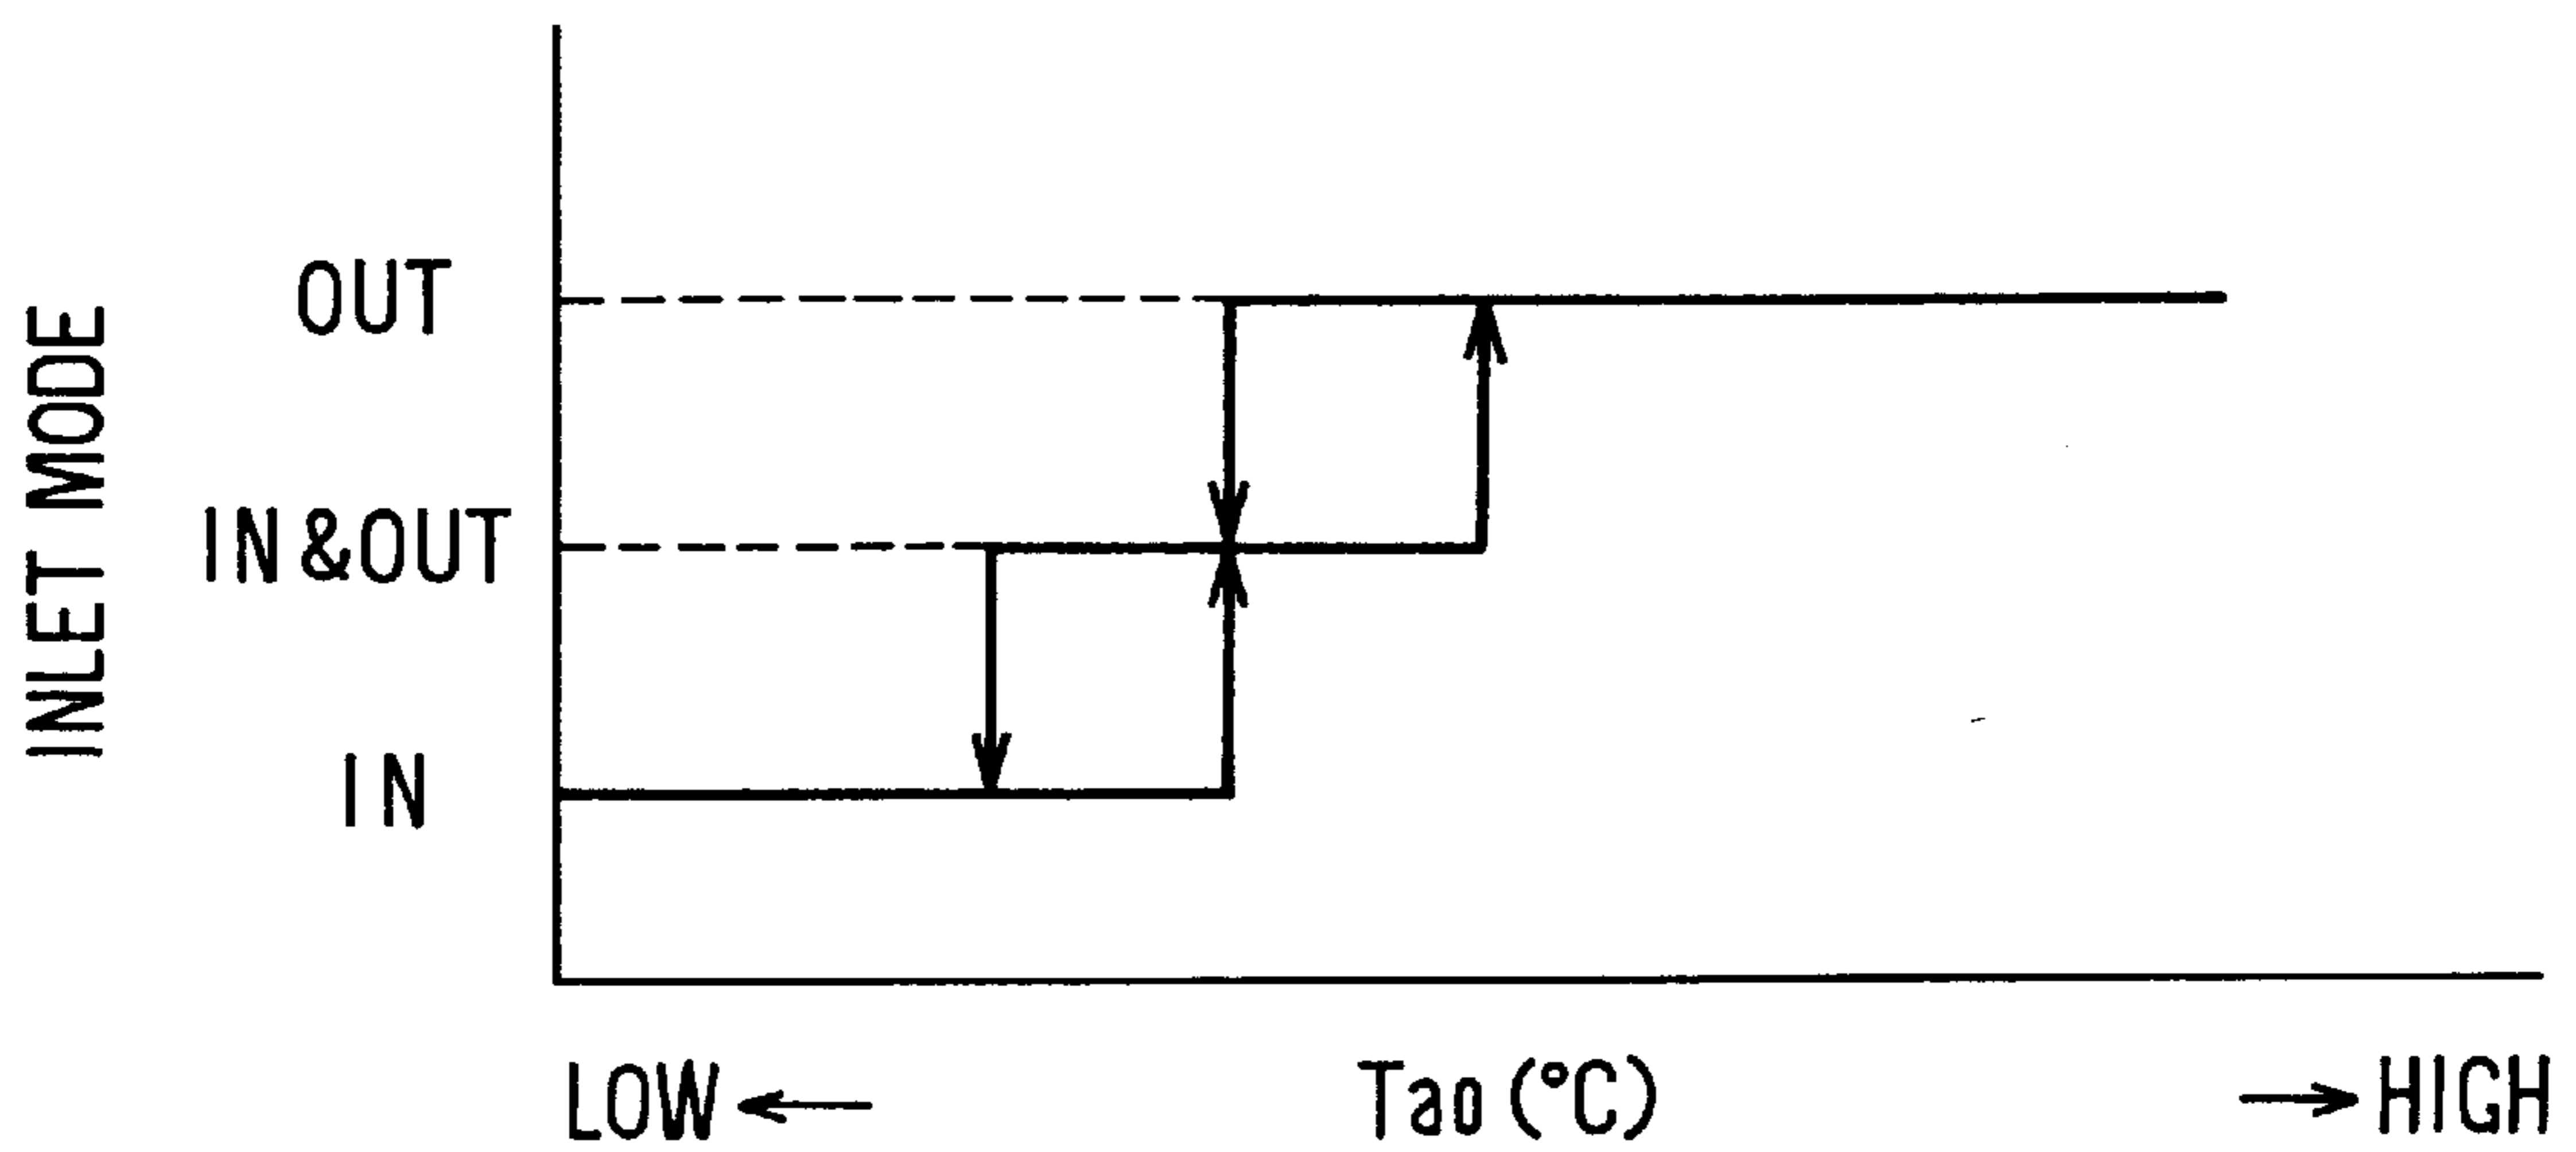 INLET MODE
OUT
IN&OUT
IN
LOW ← Tao (°C) → HIGH